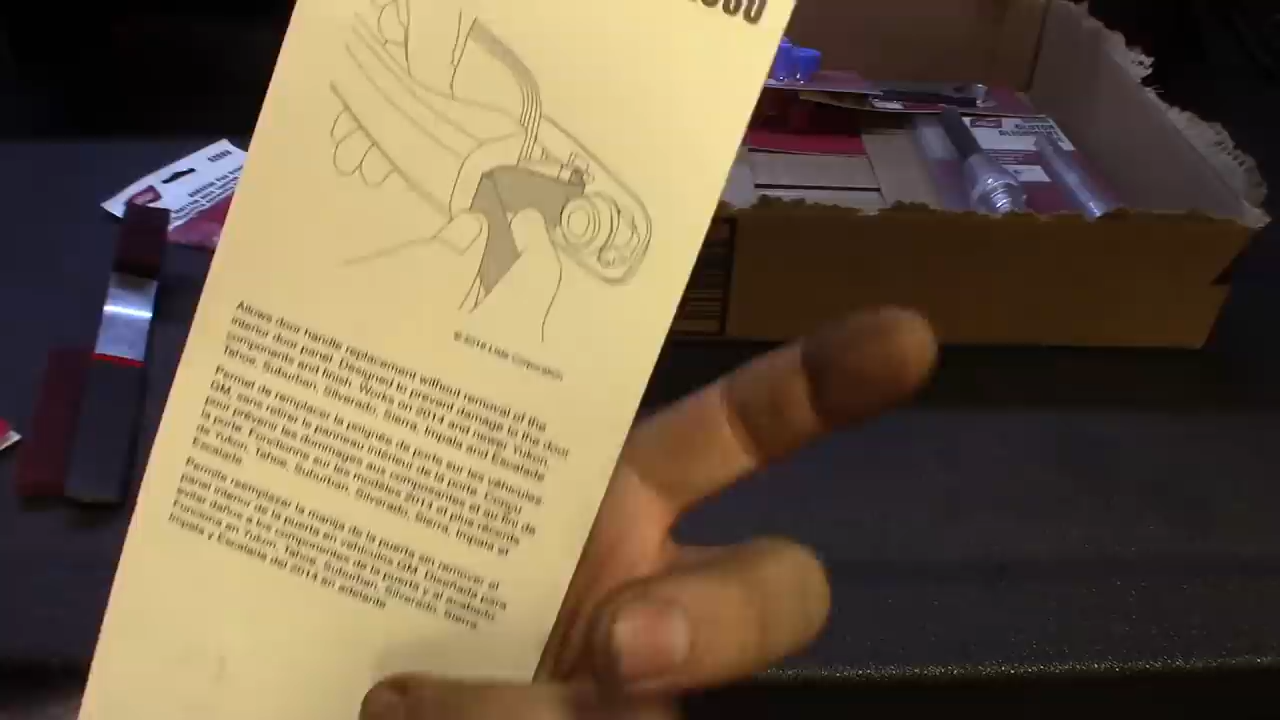 © 2016 Lisle Corporation
Allows door handle replacement without removal of the
interior door panel. Designed to prevent damage to the door
components and finish. Works on 2014 and newer Yukon,
Tahoe, Suburban, Silverado, Sierra, Impala and Escalade
Permet de remplacer la poignée de porte sur les véhicules
GM, sans retirer le panneau intérieur de la porte. Conçu
pour prévenir les dommages aux composantes et au fini de
la porte. Fonctionne sur les modèles 2014 et plus récents
de Yukon, Tahoe, Suburban, Silverado, Sierra, Impala et
Escalade.
Permite reemplazar la manija de la puerta sin remover el
panel interior de la puerta en vehículos GM. Diseñada para
evitar daños a los componentes de la puerta y al acabado.
Funciona en Yukon, Tahoe, Suburban, Silverado, Sierra,
Impala y Escalade del 2014 en adelante
CLUTCH
ALIGNMENT